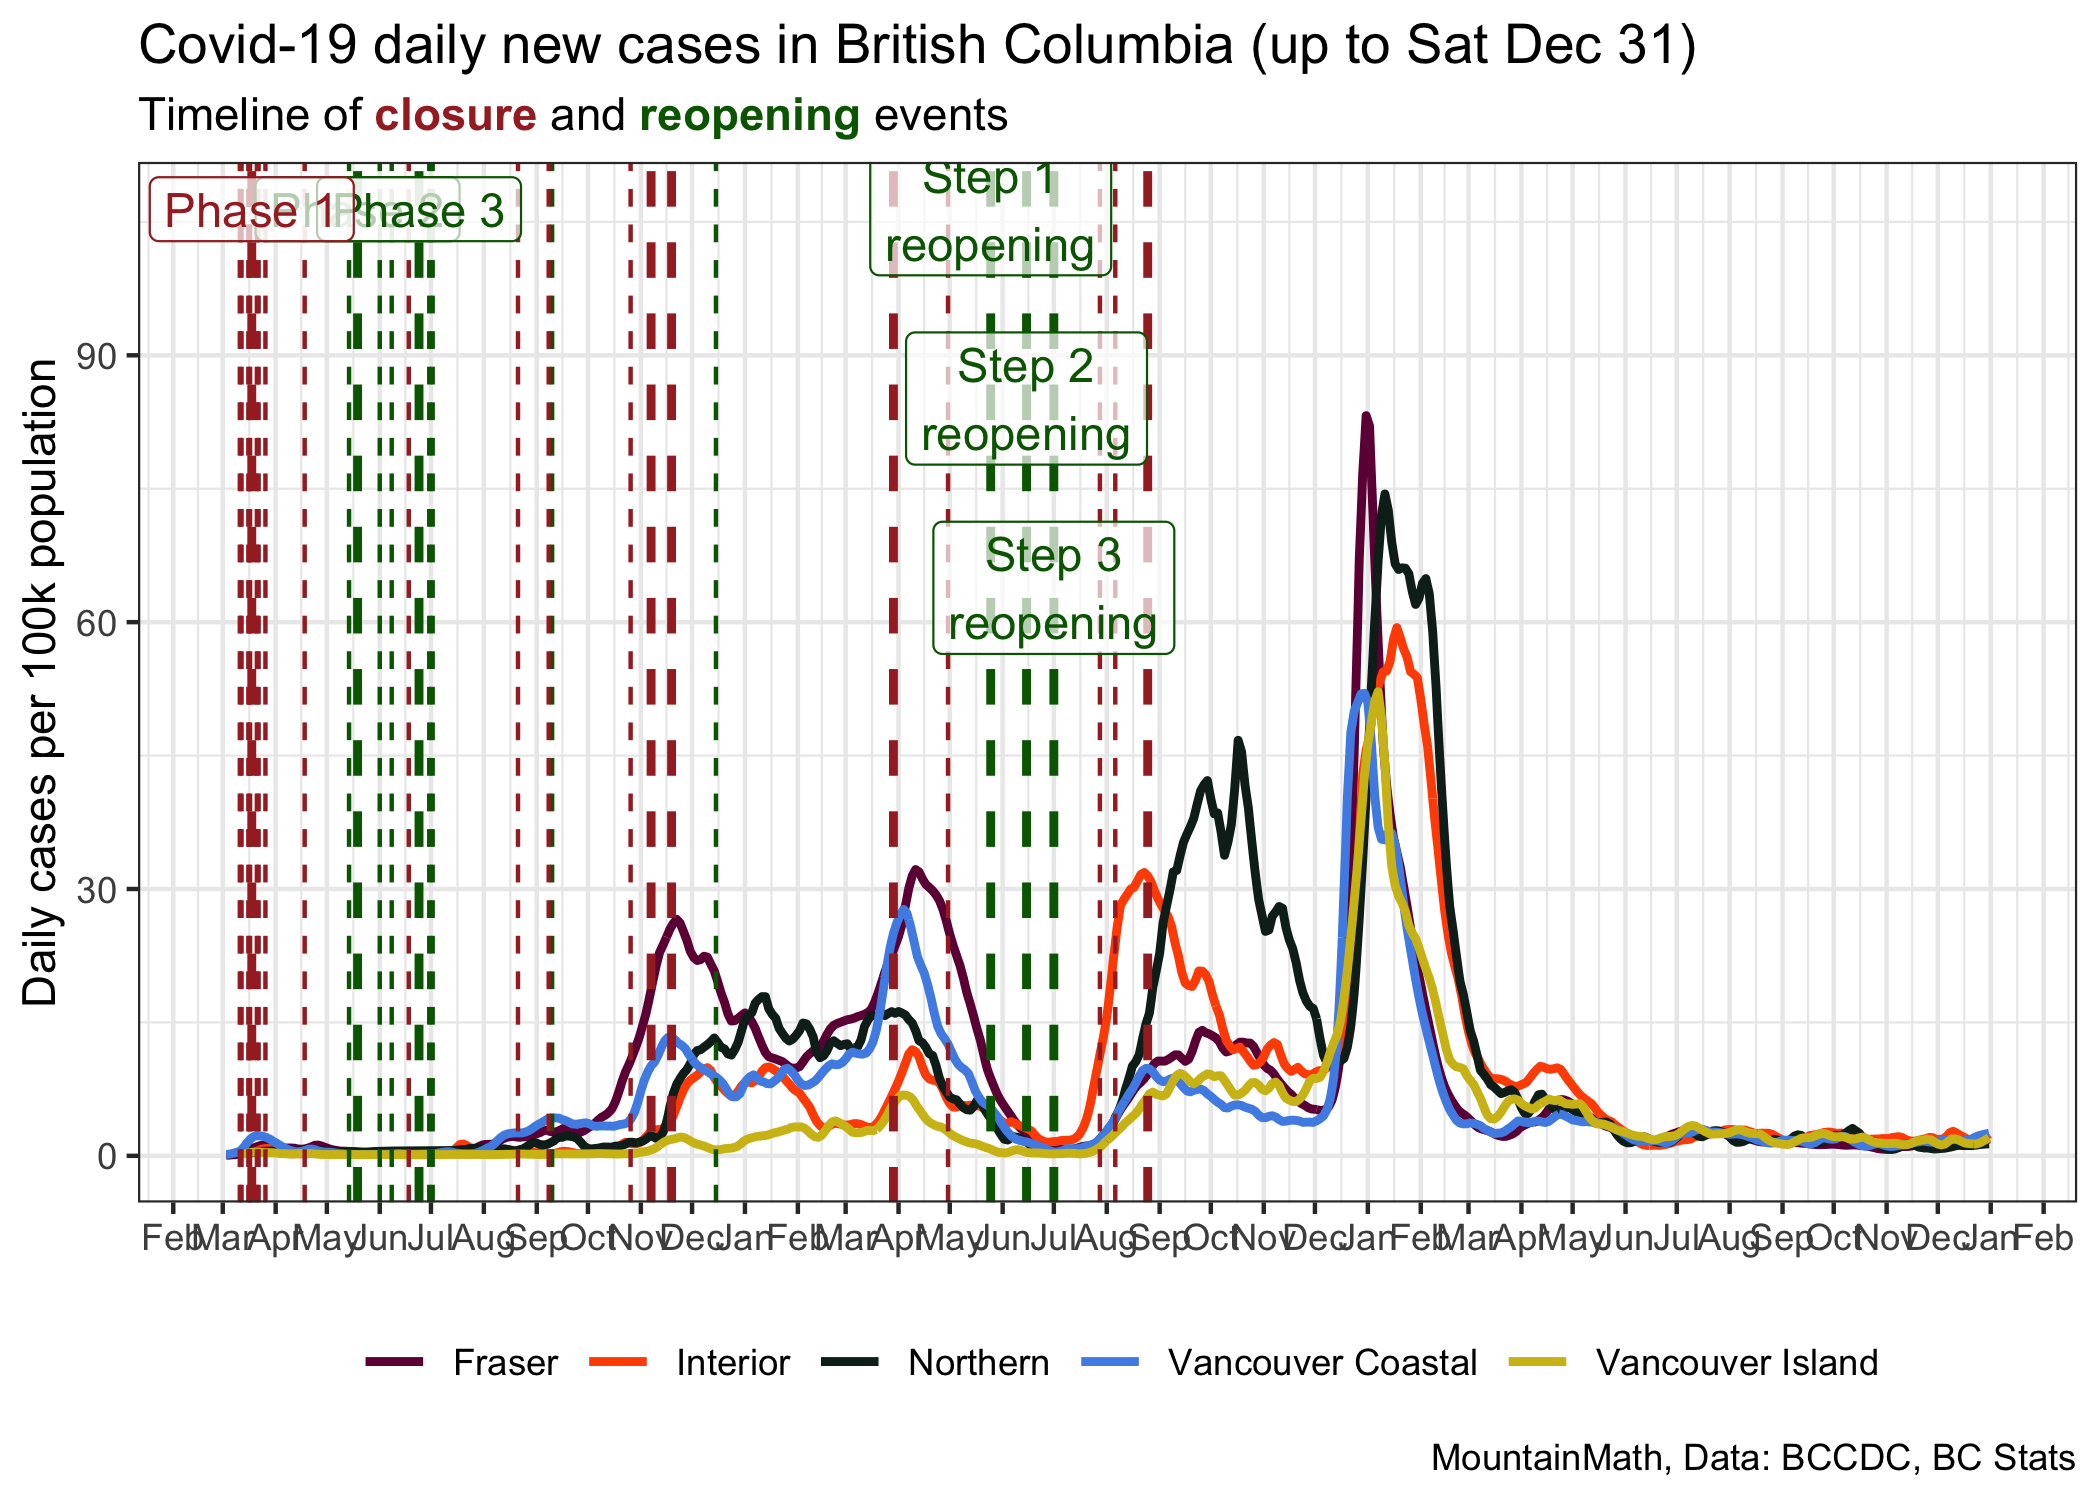 Covid-19 daily new cases in British Columbia (up to Sat Dec 31)
Timeline of closure and reopening events
Phase 1
Phase 2
Phase 3
Step 1
reopening
Step 2
reopening
Step 3
reopening
Daily cases per 100k population
90
60
30
0
Feb Mar Apr May Jun Jul Aug Sep Oct Nov Dec Jan Feb Mar Apr May Jun Jul Aug Sep Oct Nov Dec Jan Feb Mar Apr May Jun Jul Aug Sep Oct Nov Dec Jan Feb
Fraser Interior Northern Vancouver Coastal Vancouver Island
MountainMath, Data: BCCDC, BC Stats